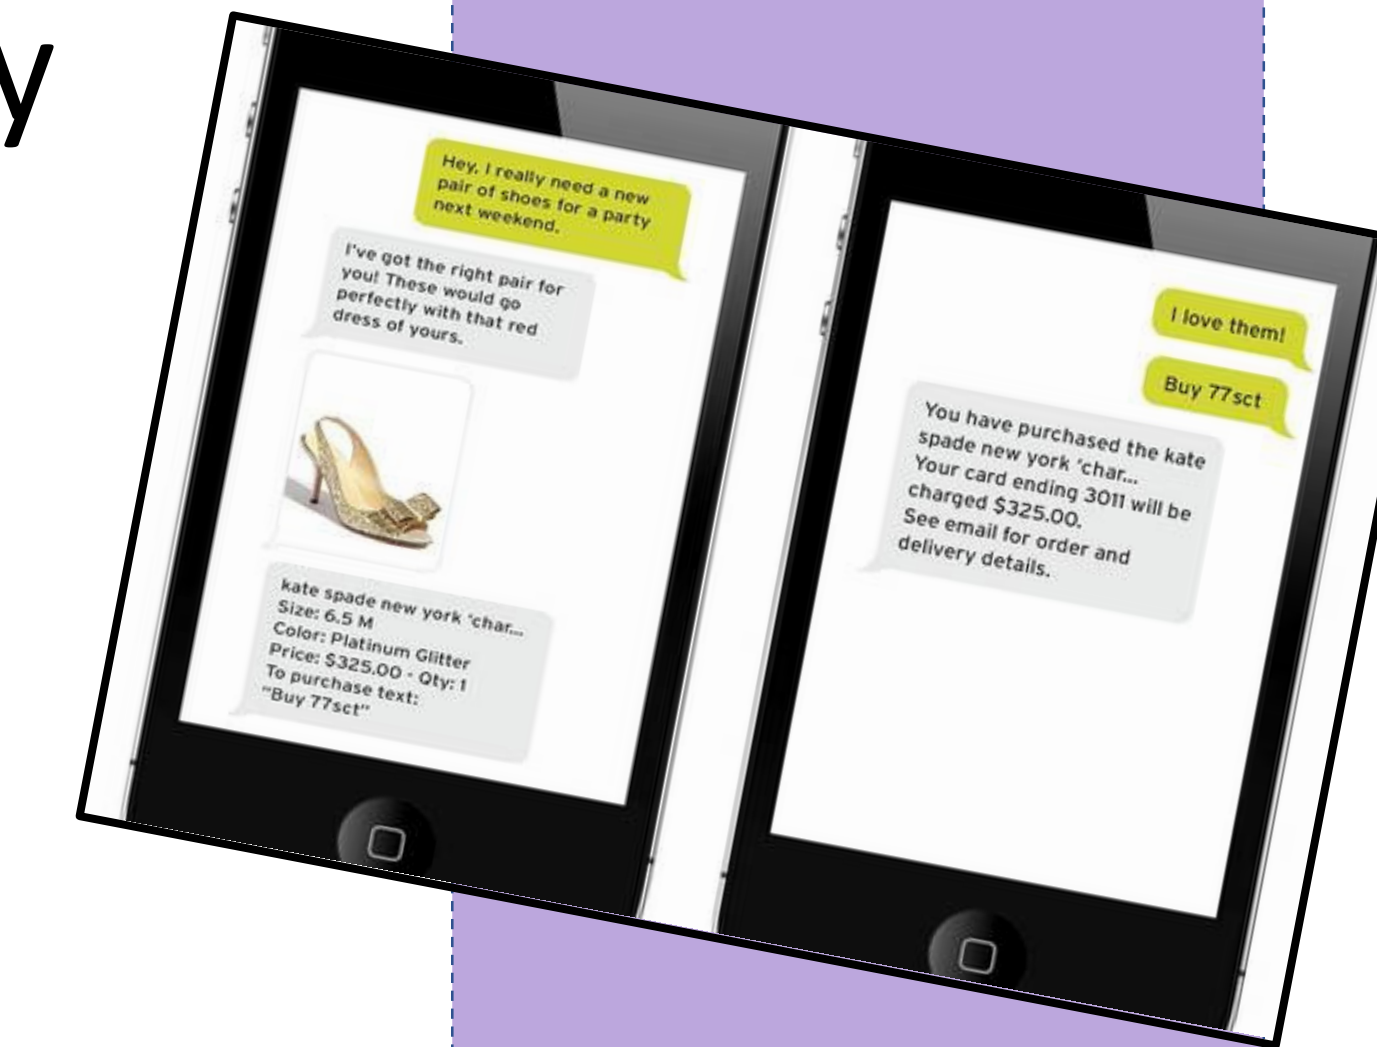 y
Hey, I really need a new
pair of shoes for a party
next weekend.
I've got the right pair for
you! These would go
perfectly with that red
dress of yours.
kate spade new york 'char...
Size: 6.5 M
Color: Platinum Glitter
Price: $325.00 - Qty: 1
To purchase text:
"Buy 77sct"
I love them!
Buy 77sct
You have purchased the kate
spade new york 'char...
Your card ending 3011 will be
charged $325.00.
See email for order and
delivery details.